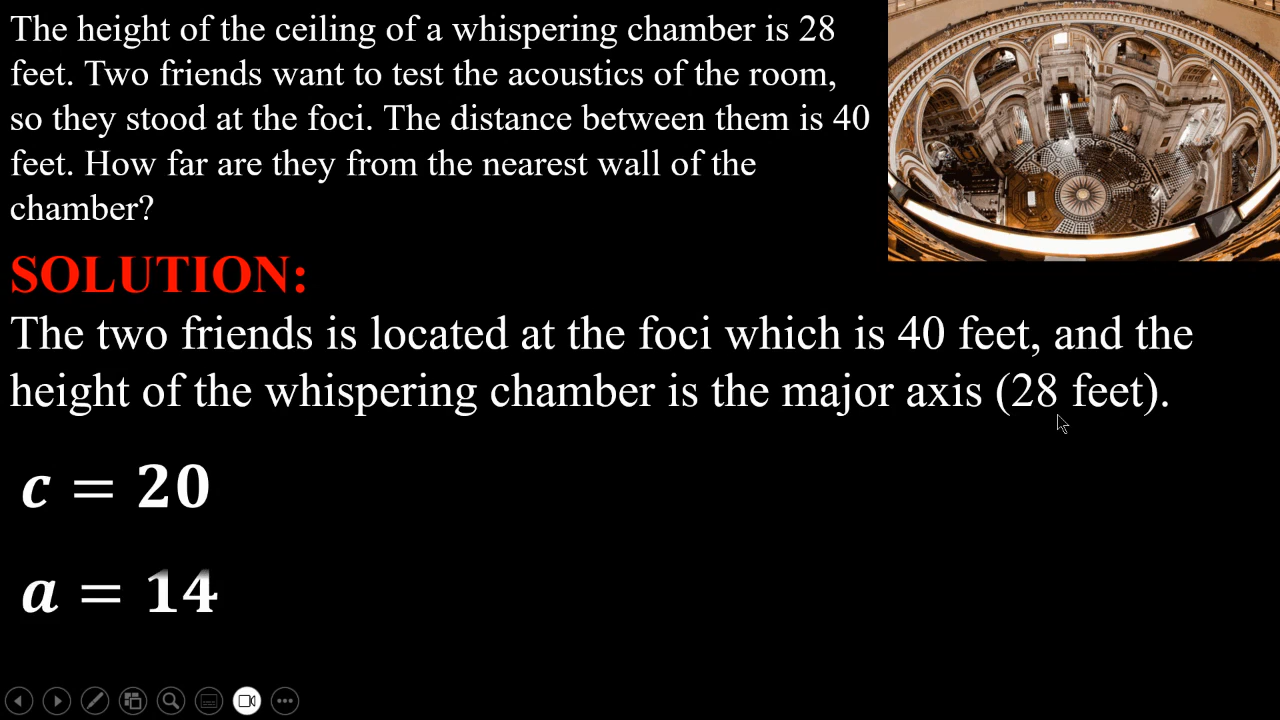 The height of the ceiling of a whispering chamber is 28
feet. Two friends want to test the acoustics of the room,
so they stood at the foci. The distance between them is 40
feet. How far are they from the nearest wall of the
chamber?
SOLUTION:
The two friends is located at the foci which is 40 feet, and the
height of the whispering chamber is the major axis (28 feet).
c = 20
a = 14